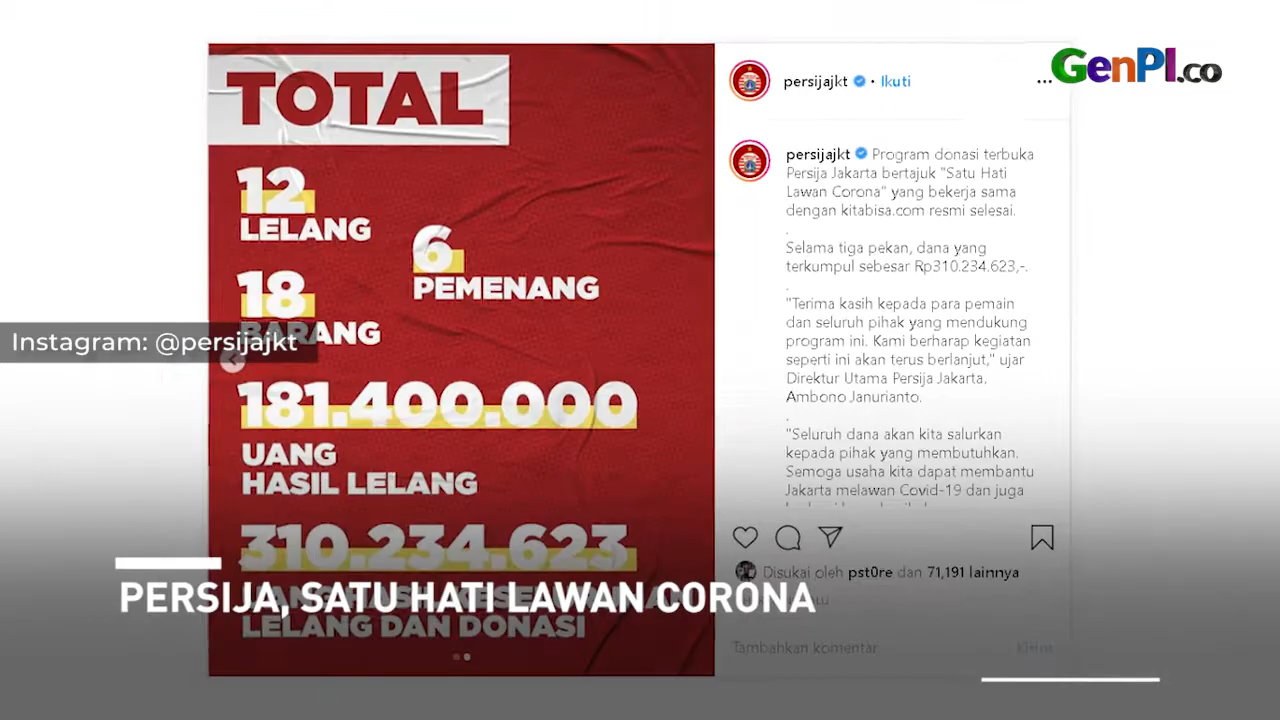 TOTAL
12
LELANG
6
PEMENANG
18
BARANG
Instagram: @persijajkt
181.400.000
UANG
HASIL LELANG
310.234.623
LELANG DAN DONASI
PERSIJA, SATU HATI LAWAN CORONA
GenPI.co
persijajkt • Ikuti
persijajkt Program donasi terbuka
Persija Jakarta bertajuk "Satu Hati
Lawan Corona" yang bekerja sama
dengan kitabisa.com resmi selesai.
.
Selama tiga pekan, dana yang
terkumpul sebesar Rp310.234.623,-.
.
"Terima kasih kepada para pemain
dan seluruh pihak yang mendukung
program ini. Kami berharap kegiatan
seperti ini akan terus berlanjut," ujar
Direktur Utama Persija Jakarta,
Ambono Janurianto.
.
"Seluruh dana akan kita salurkan
kepada pihak yang membutuhkan.
Semoga usaha kita dapat membantu
Jakarta melawan Covid-19 dan juga
Disukai oleh pst0re dan 71,191 lainnya
Tambahkan komentar
Kirim